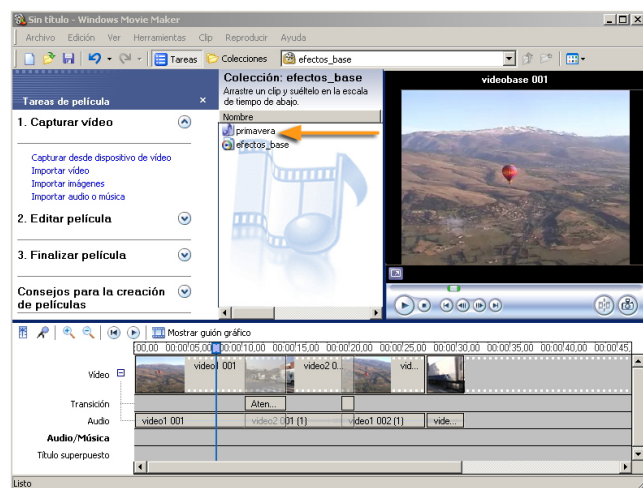 Sin título - Windows Movie Maker
Archivo Edición Ver Herramientas Clip Reproducir Ayuda
Tareas Colecciones efectos_base
Tareas de película ×
1. Capturar vídeo
Capturar desde dispositivo de vídeo
Importar vídeo
Importar imágenes
Importar audio o música
2. Editar película
3. Finalizar película
Consejos para la creación
de películas
Colección: efectos_base
Arrastre un clip y suéltelo en la escala
de tiempo de abajo.
Nombre
primavera
efectos_base
videobase 001
Mostrar guión gráfico
00,00 00:00'05,00 00:00'10,00 00:00'15,00 00:00'20,00 00:00'25,00 00:00'30,00 00:00'35,00 00:00'40,00 00:00'45,
Vídeo video1 001 video2 0... vid...
Transición Aten...
Audio video1 001 video2 001 (1) video1 002 (1) vide...
Audio/Música
Título superpuesto
Listo